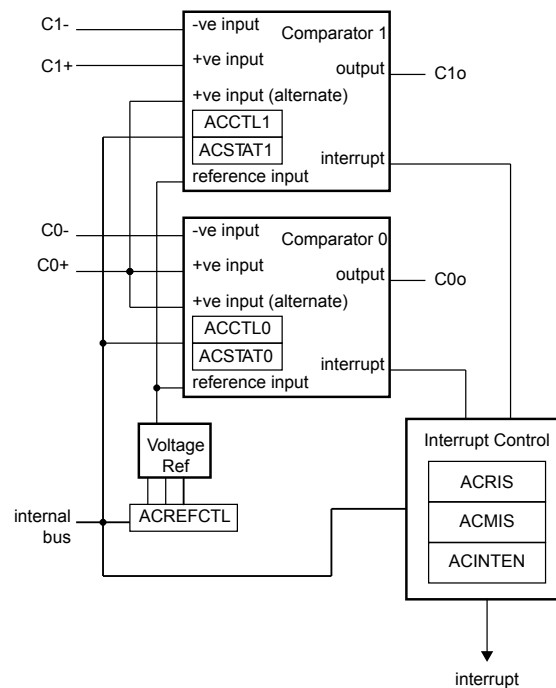 C1-
-ve input
Comparator 1
C1+
+ve input
output
C1o
+ve input (alternate)
ACCTL1
ACSTAT1
interrupt
reference input
C0-
-ve input
Comparator 0
C0+
+ve input
output
C0o
+ve input (alternate)
ACCTL0
ACSTAT0
interrupt
reference input
Voltage
Ref
Interrupt Control
ACRIS
ACMIS
ACINTEN
internal
bus
ACREFCTL
interrupt